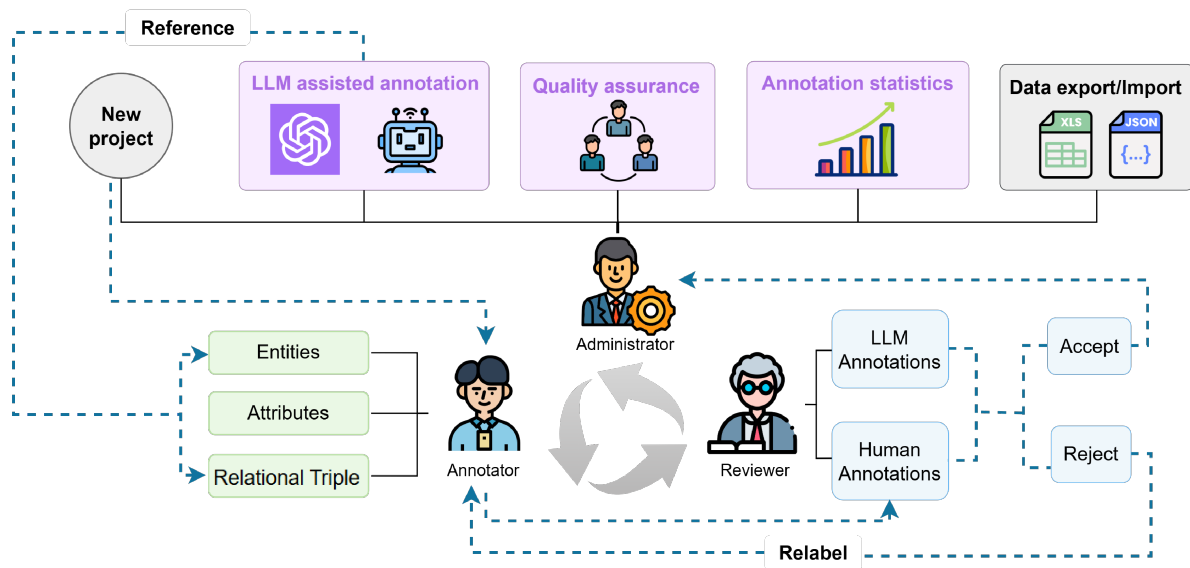 Reference
LLM assisted annotation
Quality assurance
Annotation statistics
Data export/Import
New
project
XLS
JSON
{...}
Administrator
Entities
Attributes
Relational Triple
Annotator
Reviewer
LLM
Annotations
Human
Annotations
Accept
Reject
Relabel